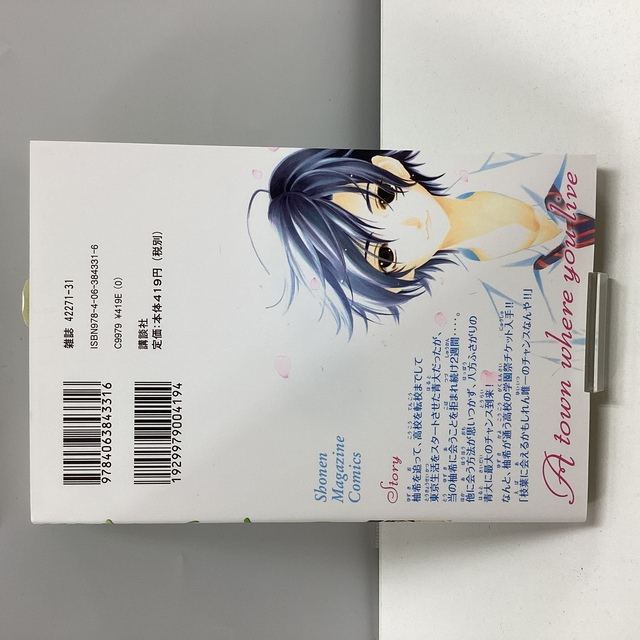 A town where you live
Story
柚希を追って、高校を転校までして
東京生活をスタートさせた青大だったが、
当の柚希に会うことを拒まれ続け2週間‥‥。
他に会う方法が思いつかず、八方ふさがりの
青大に最大のチャンス到来!
なんと、柚希が通う高校の学園祭チケット入手!!
「枝葉に会えるかもしれん唯一のチャンスなんや!!」
Shonen
Magazine
Comics
雑誌 42271-31
ISBN978-4-06-384331-6
C9979 ¥419E (0)
講談社
定価:本体419円(税別)
9784063843316
1929979004194